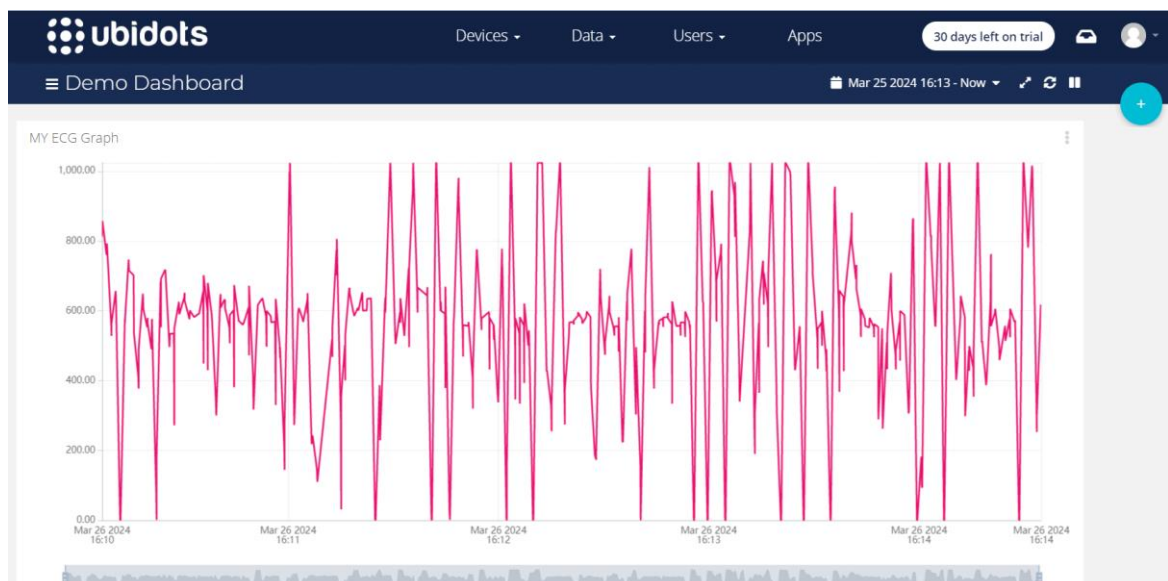 ubidots Devices Data Users Apps 30 days left on trial
Demo Dashboard Mar 25 2024 16:13 - Now
+
MY ECG Graph
1,000.00
800.00
600.00
400.00
200.00
0.00
Mar 26 2024 Mar 26 2024 Mar 26 2024 Mar 26 2024 Mar 26 2024 Mar 26 2024
16:10 16:11 16:12 16:13 16:14 16:14